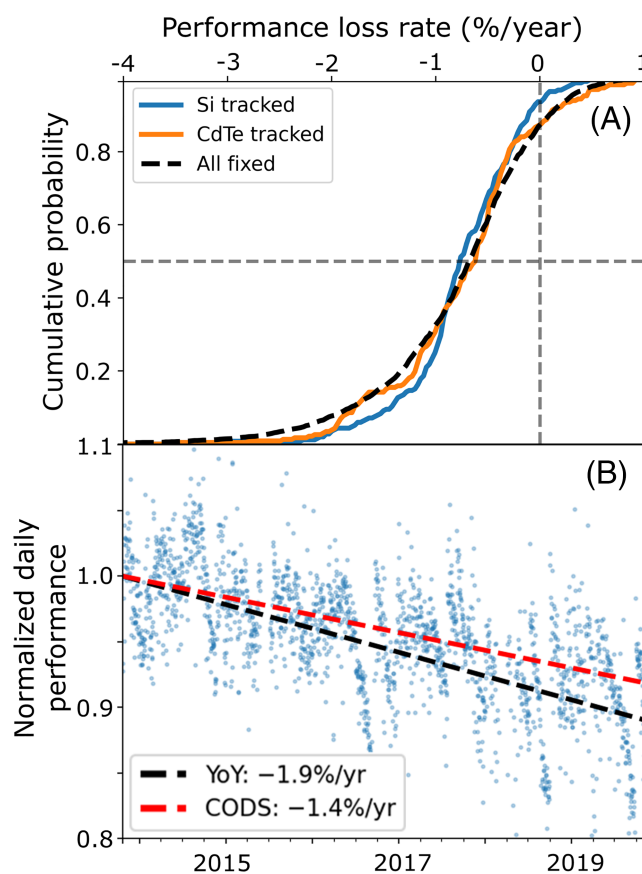 Performance loss rate (%/year)
-4 -3 -2 -1 0 1
Si tracked
CdTe tracked
All fixed
(A)
Cumulative probability
0.8
0.6
0.4
0.2
1.1
(B)
Normalized daily
performance
1.0
0.9
0.8
YoY: −1.9%/yr
CODS: −1.4%/yr
2015 2017 2019